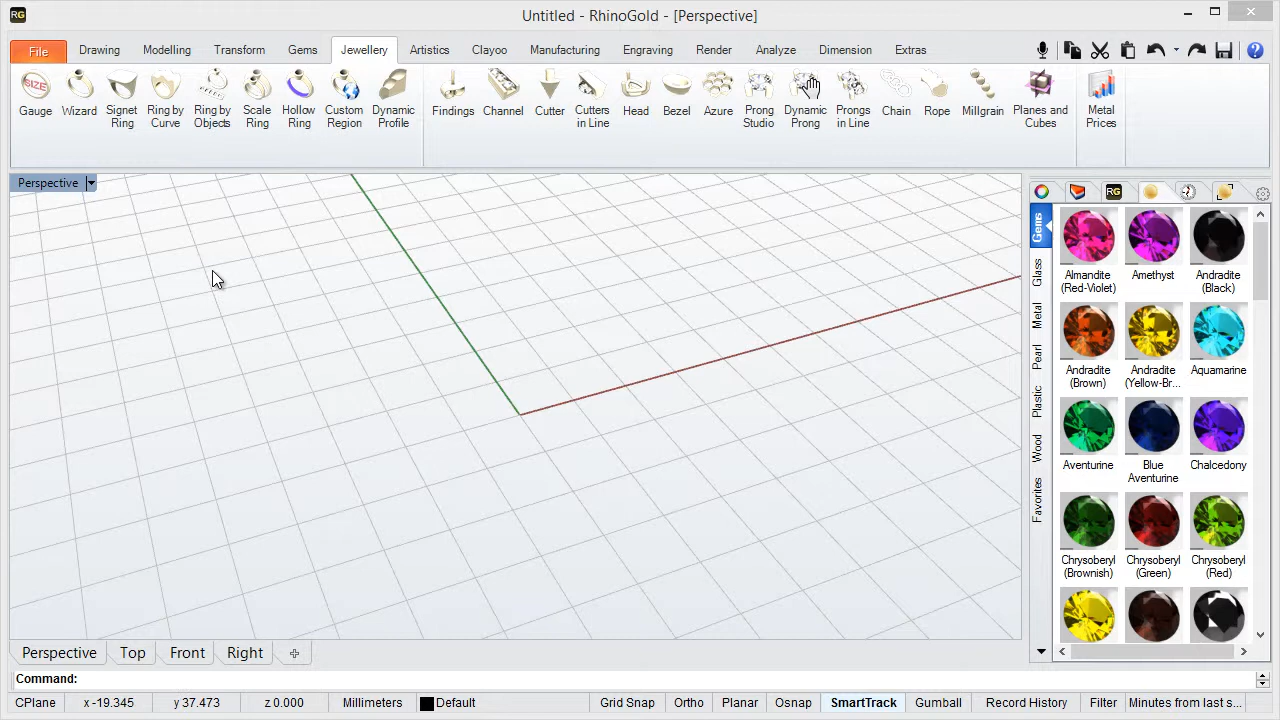 RG
Untitled - RhinoGold - [Perspective]
File Drawing Modelling Transform Gems Jewellery Artistics Clayoo Manufacturing Engraving Render Analyze Dimension Extras
SIZE
Gauge Wizard Signet Ring Ring by Curve Ring by Objects Scale Ring Hollow Ring Custom Region Dynamic Profile Findings Channel Cutter Cutters in Line Head Bezel Azure Prong Studio Dynamic Prong Prongs in Line Chain Rope Millgrain Planes and Cubes Metal Prices
Perspective
RG
Gems
Glass
Metal
Pearl
Plastic
Wood
Favorites
Almandite (Red-Violet)
Amethyst
Andradite (Black)
Andradite (Brown)
Andradite (Yellow-Br...
Aquamarine
Aventurine
Blue Aventurine
Chalcedony
Chrysoberyl (Brownish)
Chrysoberyl (Green)
Chrysoberyl (Red)
Perspective Top Front Right
Command:
CPlane x -19.345 y 37.473 z 0.000 Millimeters Default Grid Snap Ortho Planar Osnap SmartTrack Gumball Record History Filter Minutes from last s...